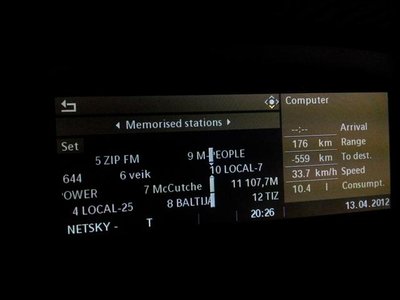 Computer
◂ Memorised stations ▸
Set
5 ZIP FM
9 M-PEOPLE
10 LOCAL-7
644
6 veik
11 107,7M
POWER
7 McCutche
12 TIZ
4 LOCAL-25
8 BALTIJA
NETSKY - T
20:26
--:-- Arrival
176 km Range
-559 km To dest.
33.7 km/h Speed
10.4 l Consumpt.
13.04.2012